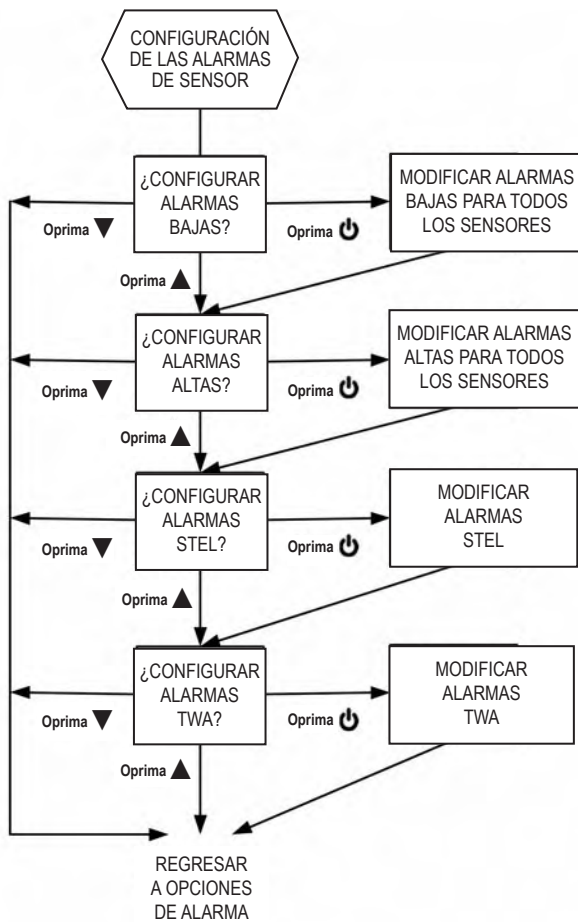 CONFIGURACIÓN
DE LAS ALARMAS
DE SENSOR
¿CONFIGURAR
ALARMAS
BAJAS?
MODIFICAR ALARMAS
BAJAS PARA TODOS
LOS SENSORES
Oprima
Oprima
Oprima
¿CONFIGURAR
ALARMAS
ALTAS?
MODIFICAR ALARMAS
ALTAS PARA TODOS
LOS SENSORES
Oprima
Oprima
Oprima
¿CONFIGURAR
ALARMAS
STEL?
MODIFICAR
ALARMAS
STEL
Oprima
Oprima
Oprima
¿CONFIGURAR
ALARMAS
TWA?
MODIFICAR
ALARMAS
TWA
Oprima
Oprima
Oprima
REGRESAR
A OPCIONES
DE ALARMA